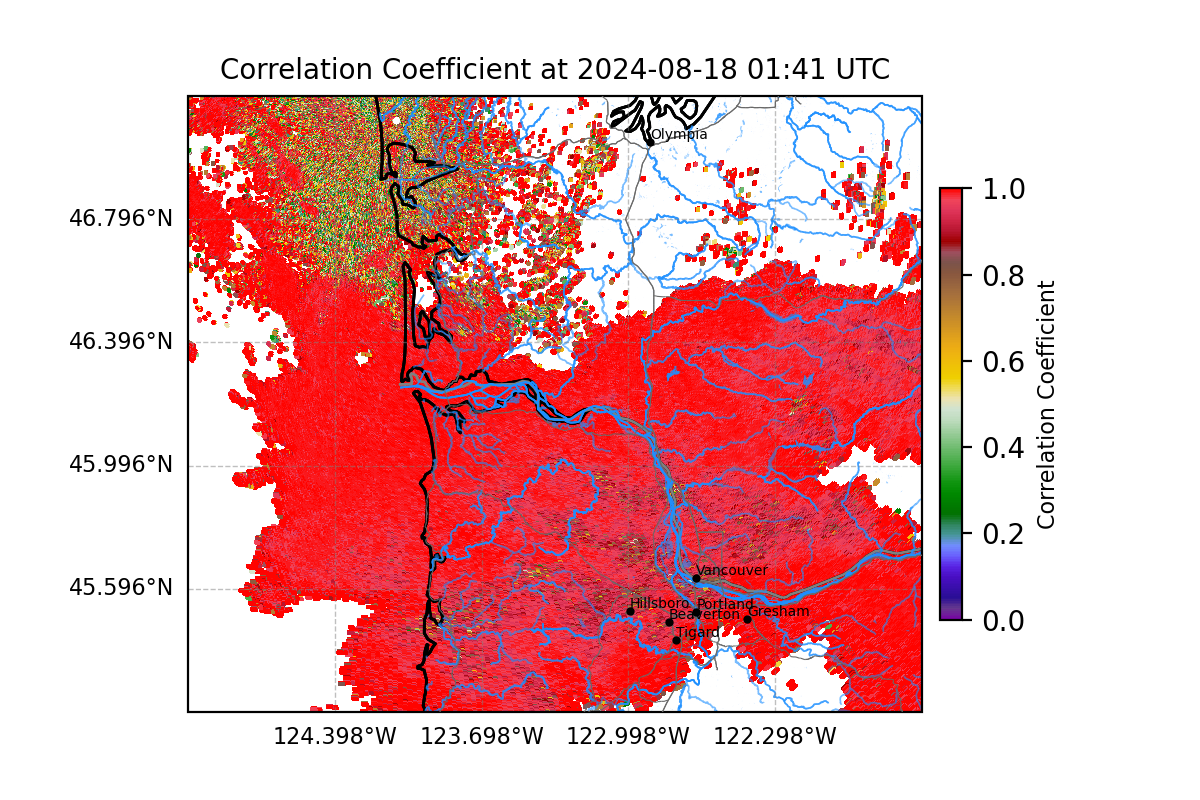 Correlation Coefficient at 2024-08-18 01:41 UTC
Olympia
46.796°N
46.396°N
45.996°N
45.596°N
Vancouver
Hillsboro
Portland
Beaverton
Gresham
Tigard
124.398°W
123.698°W
122.998°W
122.298°W
1.0
0.8
0.6
0.4
0.2
0.0
Correlation Coefficient